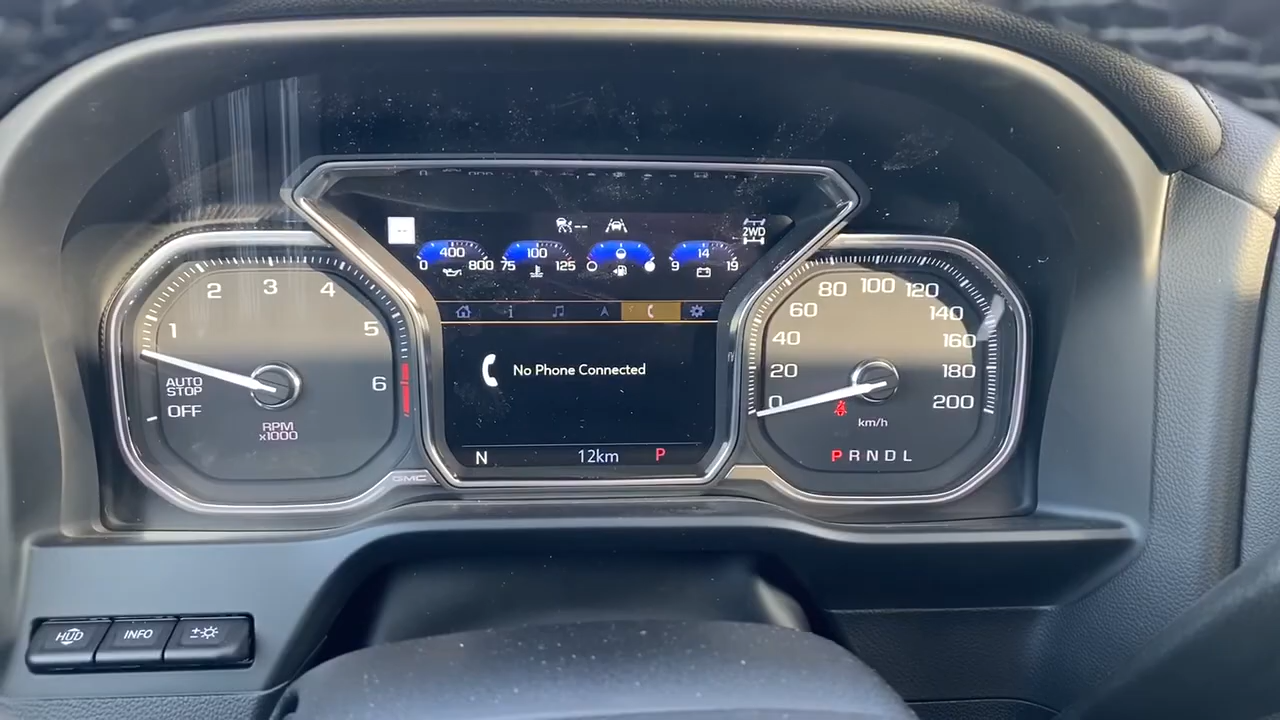 --
--
2WD
400
0 800
100
75 125
14
9 19
No Phone Connected
N 12km P
1 2 3 4 5 6
AUTO
STOP
OFF
RPM
x1000
GMC
0 20 40 60 80 100 120 140 160 180 200
km/h
P R N D L
HUD
INFO